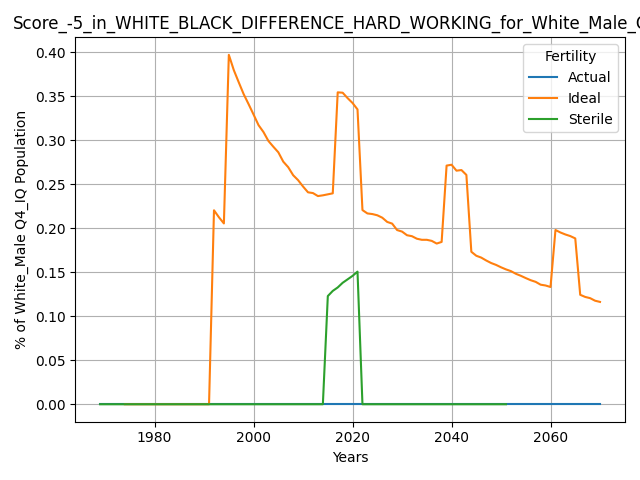 Score_-5_in_WHITE_BLACK_DIFFERENCE_HARD_WORKING_for_White_Male_
Fertility
Actual
Ideal
Sterile
% of White_Male Q4_IQ Population
0.40
0.35
0.30
0.25
0.20
0.15
0.10
0.05
0.00
1980 2000 2020 2040 2060
Years